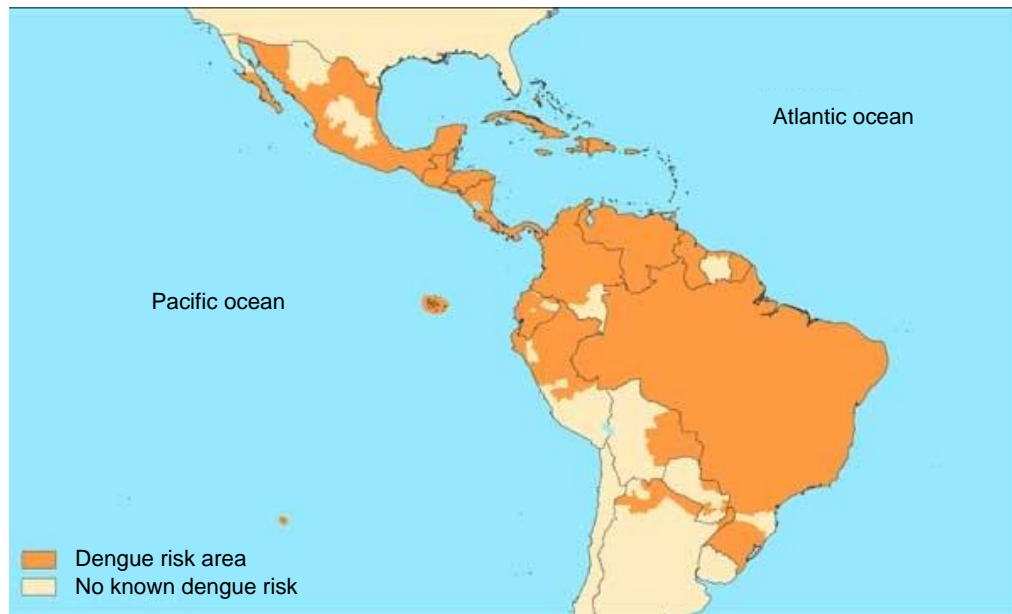 Atlantic ocean
Pacific ocean
Dengue risk area
No known dengue risk